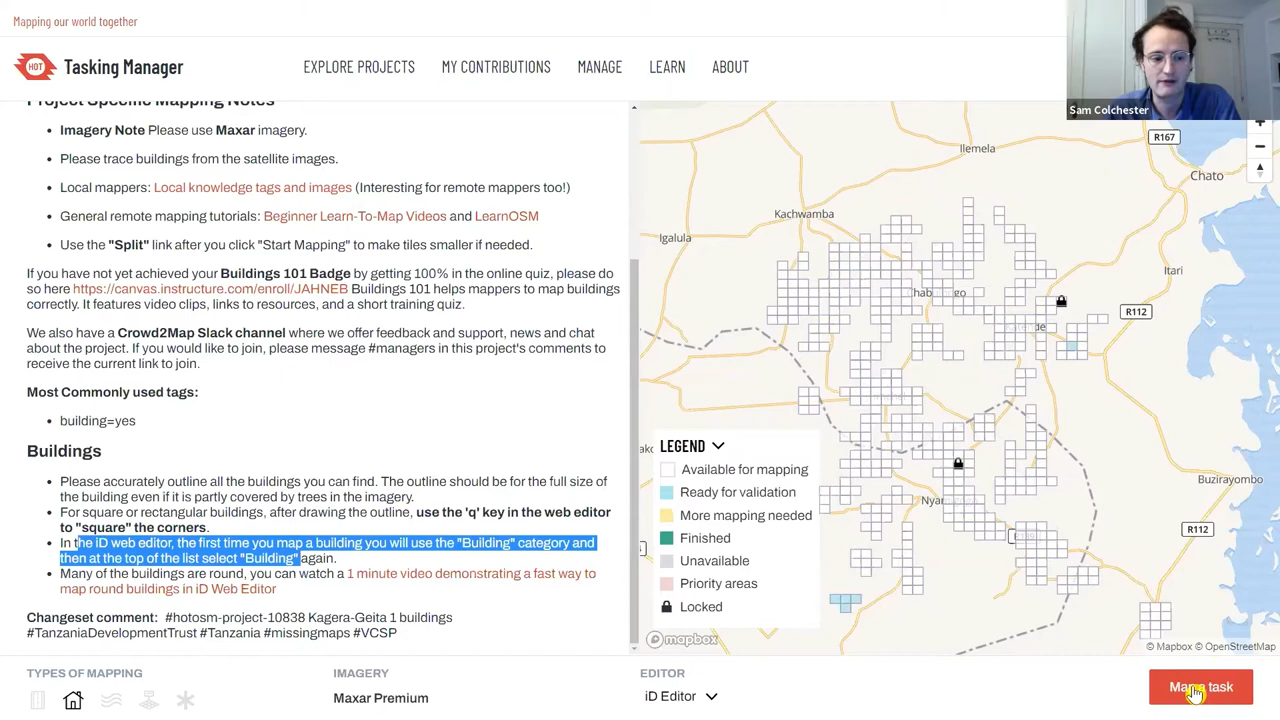 Mapping our world together
HOT
Tasking Manager
EXPLORE PROJECTS
MY CONTRIBUTIONS
MANAGE
LEARN
ABOUT
Sam Colchester
Project Specific Mapping Notes
Imagery Note Please use Maxar imagery.
Please trace buildings from the satellite images.
Local mappers: Local knowledge tags and images (Interesting for remote mappers too!)
General remote mapping tutorials: Beginner Learn-To-Map Videos and LearnOSM
Use the "Split" link after you click "Start Mapping" to make tiles smaller if needed.
If you have not yet achieved your Buildings 101 Badge by getting 100% in the online quiz, please do
so here https://canvas.instructure.com/enroll/JAHNEB Buildings 101 helps mappers to map buildings
correctly. It features video clips, links to resources, and a short training quiz.
We also have a Crowd2Map Slack channel where we offer feedback and support, news and chat
about the project. If you would like to join, please message #managers in this project's comments to
receive the current link to join.
Most Commonly used tags:
building=yes
Buildings
Please accurately outline all the buildings you can find. The outline should be for the full size of
the building even if it is partly covered by trees in the imagery.
For square or rectangular buildings, after drawing the outline, use the 'q' key in the web editor
to "square" the corners.
In the iD web editor, the first time you map a building you will use the "Building" category and
then at the top of the list select "Building" again.
Many of the buildings are round, you can watch a 1 minute video demonstrating a fast way to
map round buildings in iD Web Editor
Changeset comment: #hotosm-project-10838 Kagera-Geita 1 buildings
#TanzaniaDevelopmentTrust #Tanzania #missingmaps #VCSP
R167
Ilemela
Chato
Kachwamba
Igalula
Itari
R112
Buzirayombo
R112
LEGEND
Available for mapping
Ready for validation
More mapping needed
Finished
Unavailable
Priority areas
Locked
mapbox
© Mapbox © OpenStreetMap
TYPES OF MAPPING
IMAGERY
Maxar Premium
EDITOR
iD Editor
task